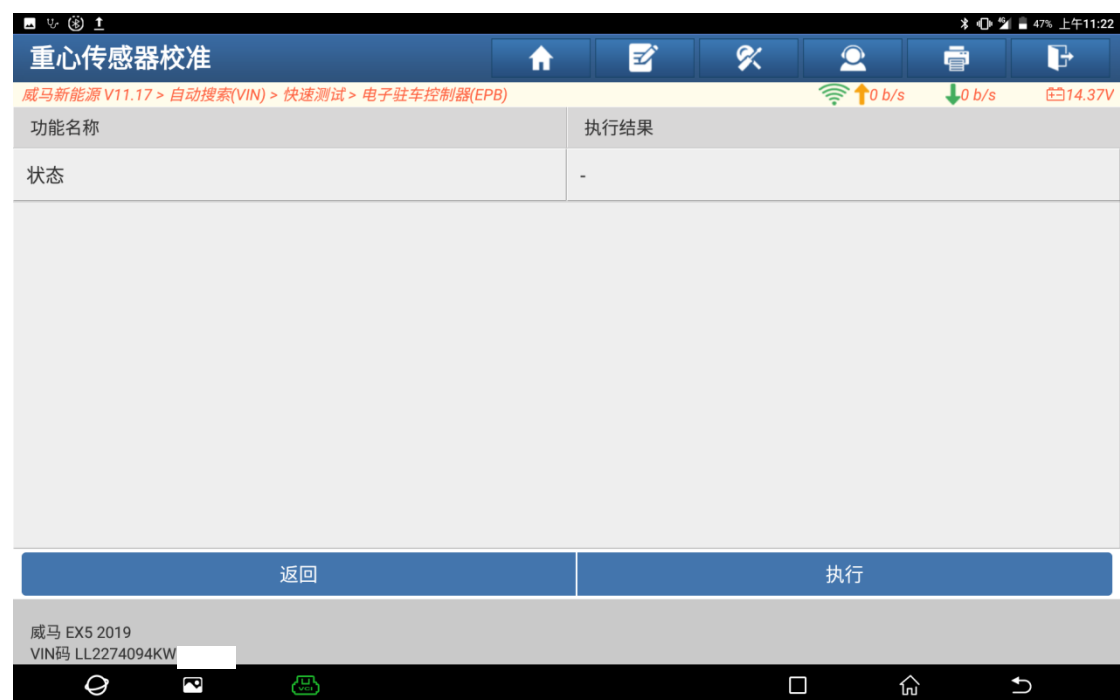 47% 上午11:22
重心传感器校准
威马新能源 V11.17 > 自动搜索(VIN) > 快速测试 > 电子驻车控制器(EPB) 0 b/s 0 b/s 14.37V
功能名称 执行结果
状态 -
返回 执行
威马 EX5 2019
VIN码 LL2274094KW
VCI